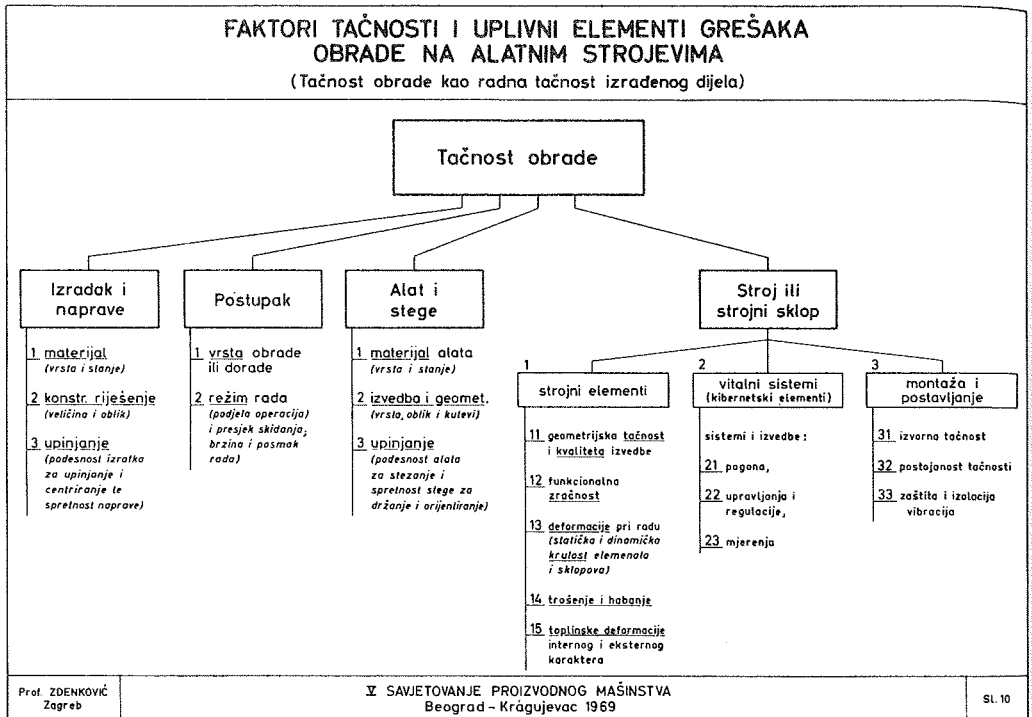 FAKTORI TAČNOSTI I UPLIVNI ELEMENTI GREŠAKA
OBRADE NA ALATNIM STROJEVIMA
(Tačnost obrade kao radna tačnost izrađenog dijela)
Tačnost obrade
Izradak i
naprave
1 materijal
(vrsta i stanje)
2 konstr. riješenje
(veličina i oblik)
3 upinjanje
(podesnost izratka
za upinjanje i
centriranje te
spretnost naprave)
Postupak
1 vrsta obrade
ili dorade
2 režim rada
(podjela operacija)
i presjek skidanja,
brzina i posmak
rada)
Alat i
stege
1 materijal alata
(vrsta i stanje)
2 izvedba i geomet.
(vrsta, oblik i kutevi)
3 upinjanje
(podesnost alata
za stezanje i
spretnost stege za
držanje i orijentiranje)
Stroj ili
strojni sklop
1
strojni elementi
11 geometrijska tačnost
i kvaliteta izvedbe
12 funkcionalna
zračnost
13 deformacije pri radu
(statička i dinamička
krutost elemenata
i sklopova)
14 trošenje i habanje
15 toplinske deformacije
internog i eksternog
karaktera
2
vitalni sistemi
(kibernetski elementi)
sistemi i izvedbe:
21 pogona,
22 upravljanja i
regulacije,
23 mjerenja
3
montaža i
postavljanje
31 izvorna tačnost
32 postojanost tačnosti
33 zaštita i izolacija
vibracija
Prof. ZDENKOVIĆ
Zagreb
V SAVJETOVANJE PROIZVODNOG MAŠINSTVA
Beograd - Krágujevac 1969
SL. 10